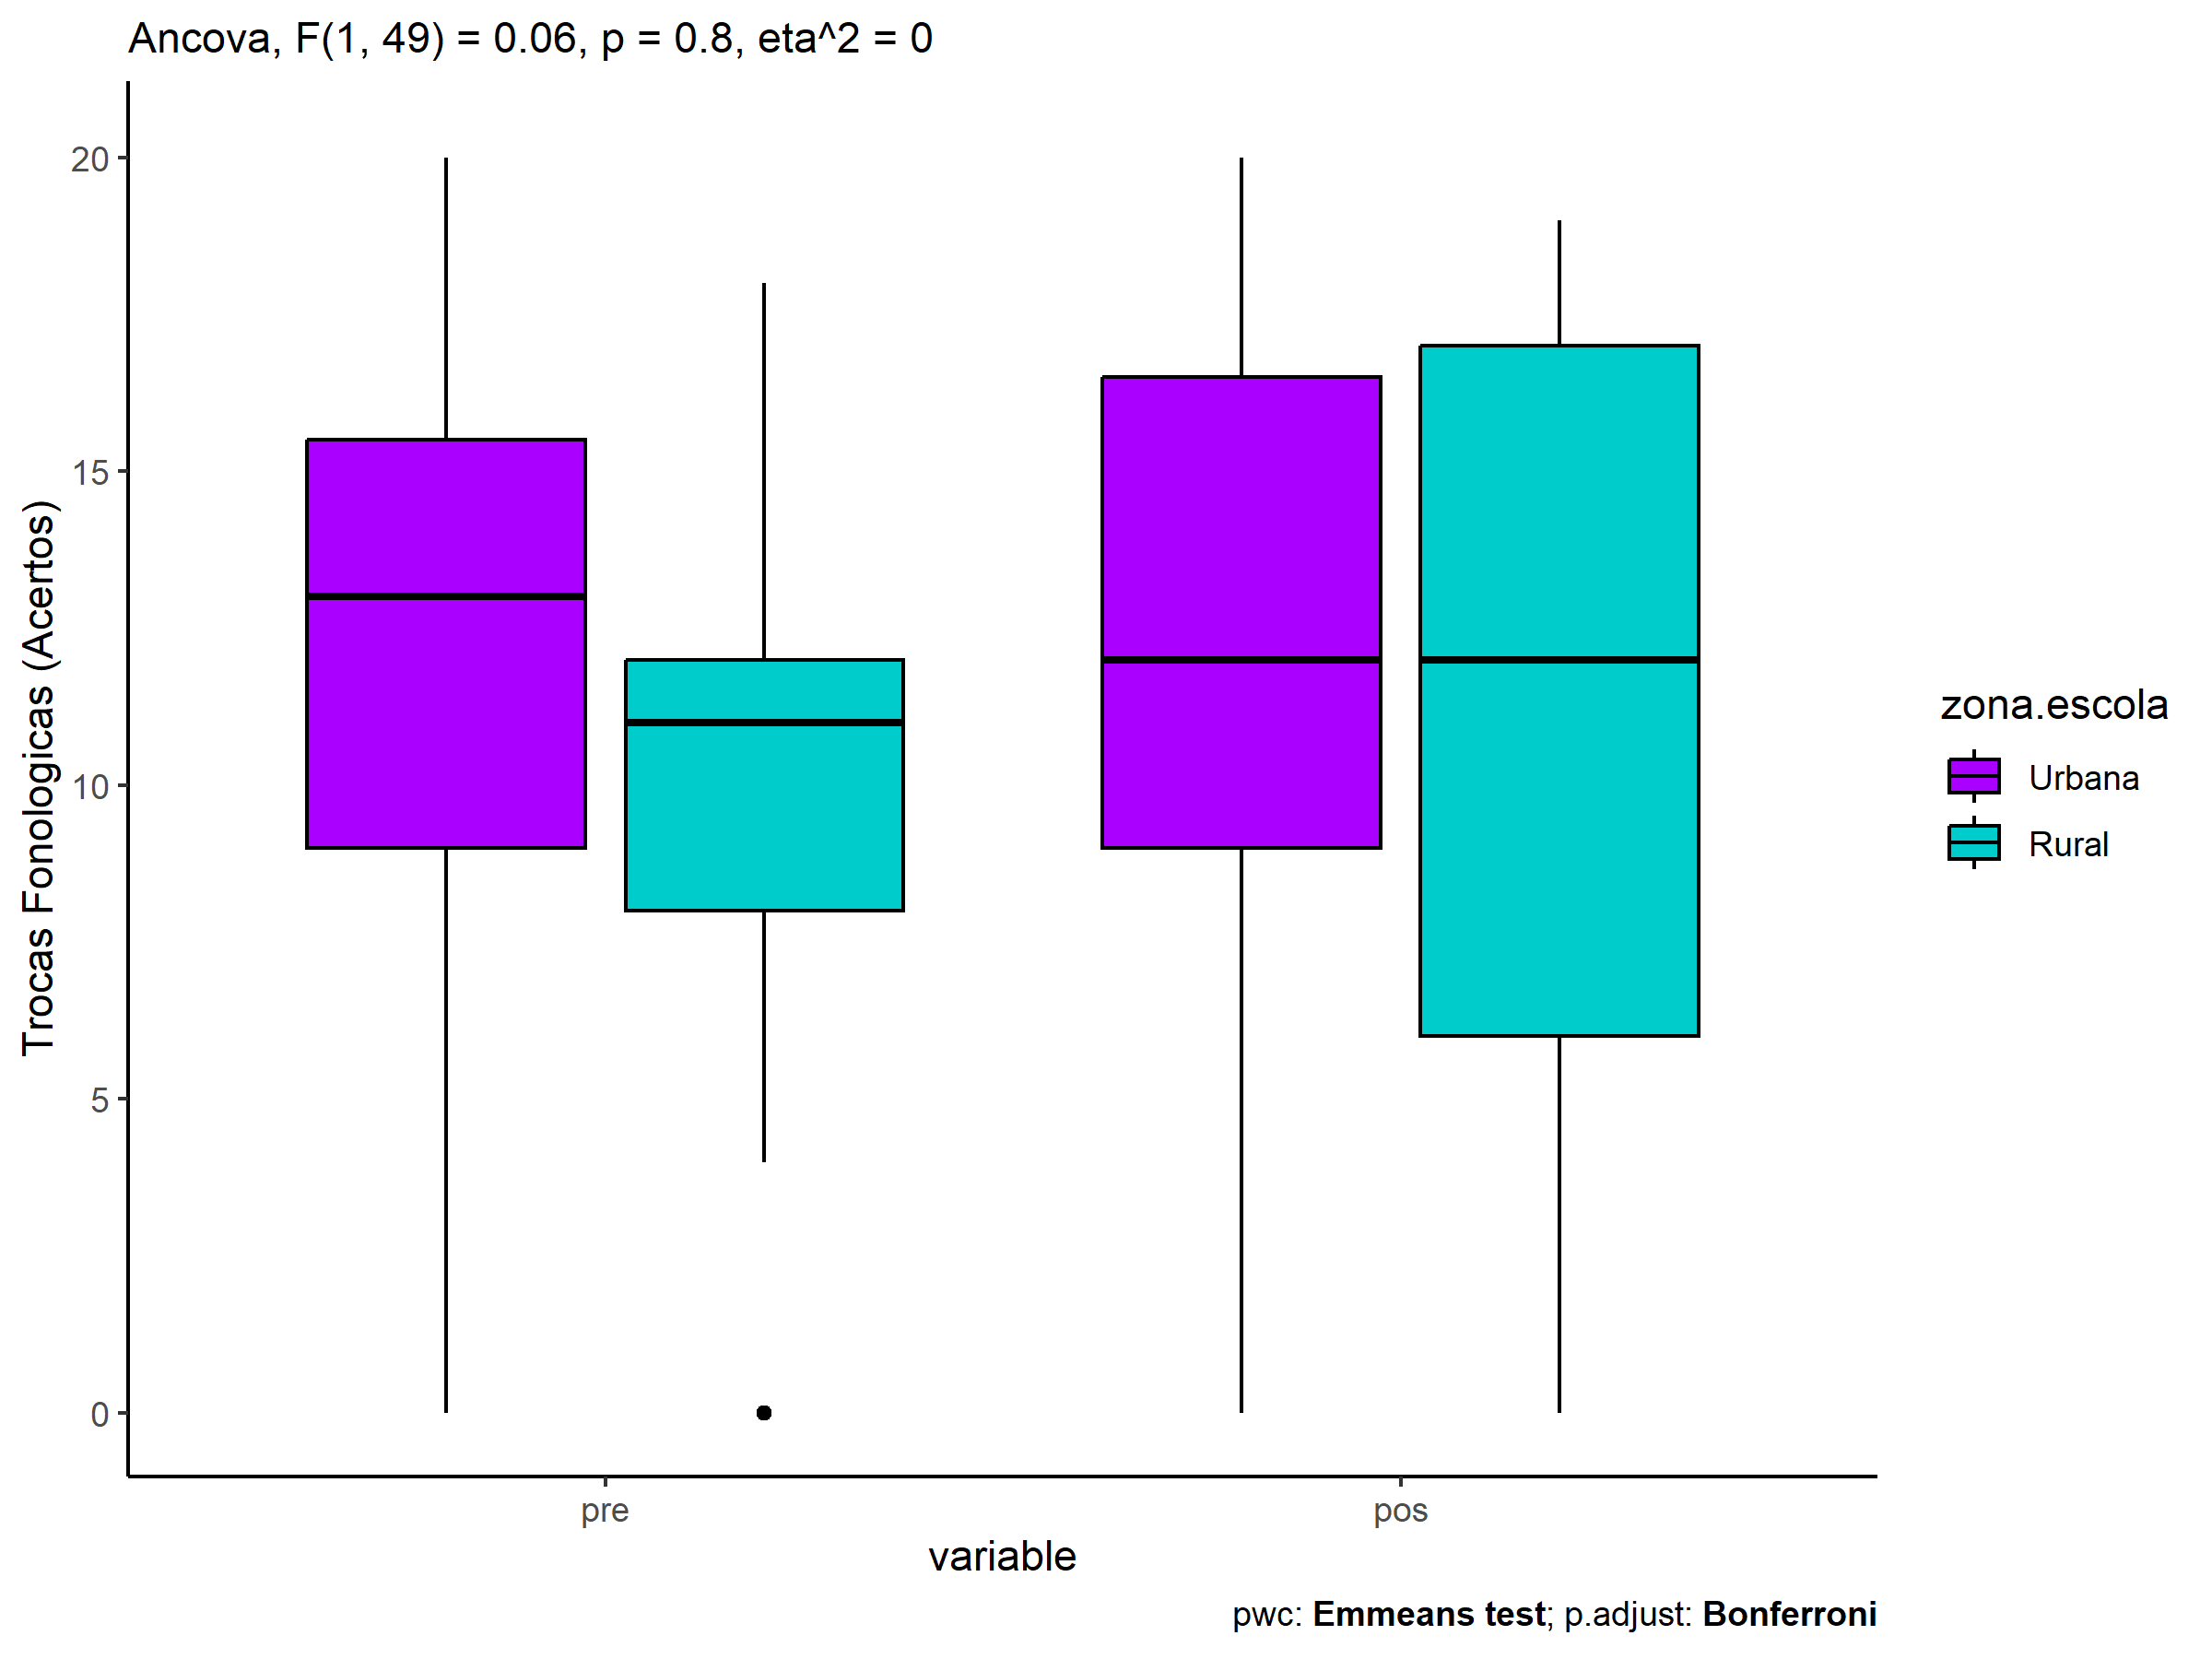 Ancova, F(1, 49) = 0.06, p = 0.8, eta^2 = 0
Trocas Fonologicas (Acertos)
20
15
10
5
0
pre
pos
variable
zona.escola
Urbana
Rural
pwc: Emmeans test; p.adjust: Bonferroni